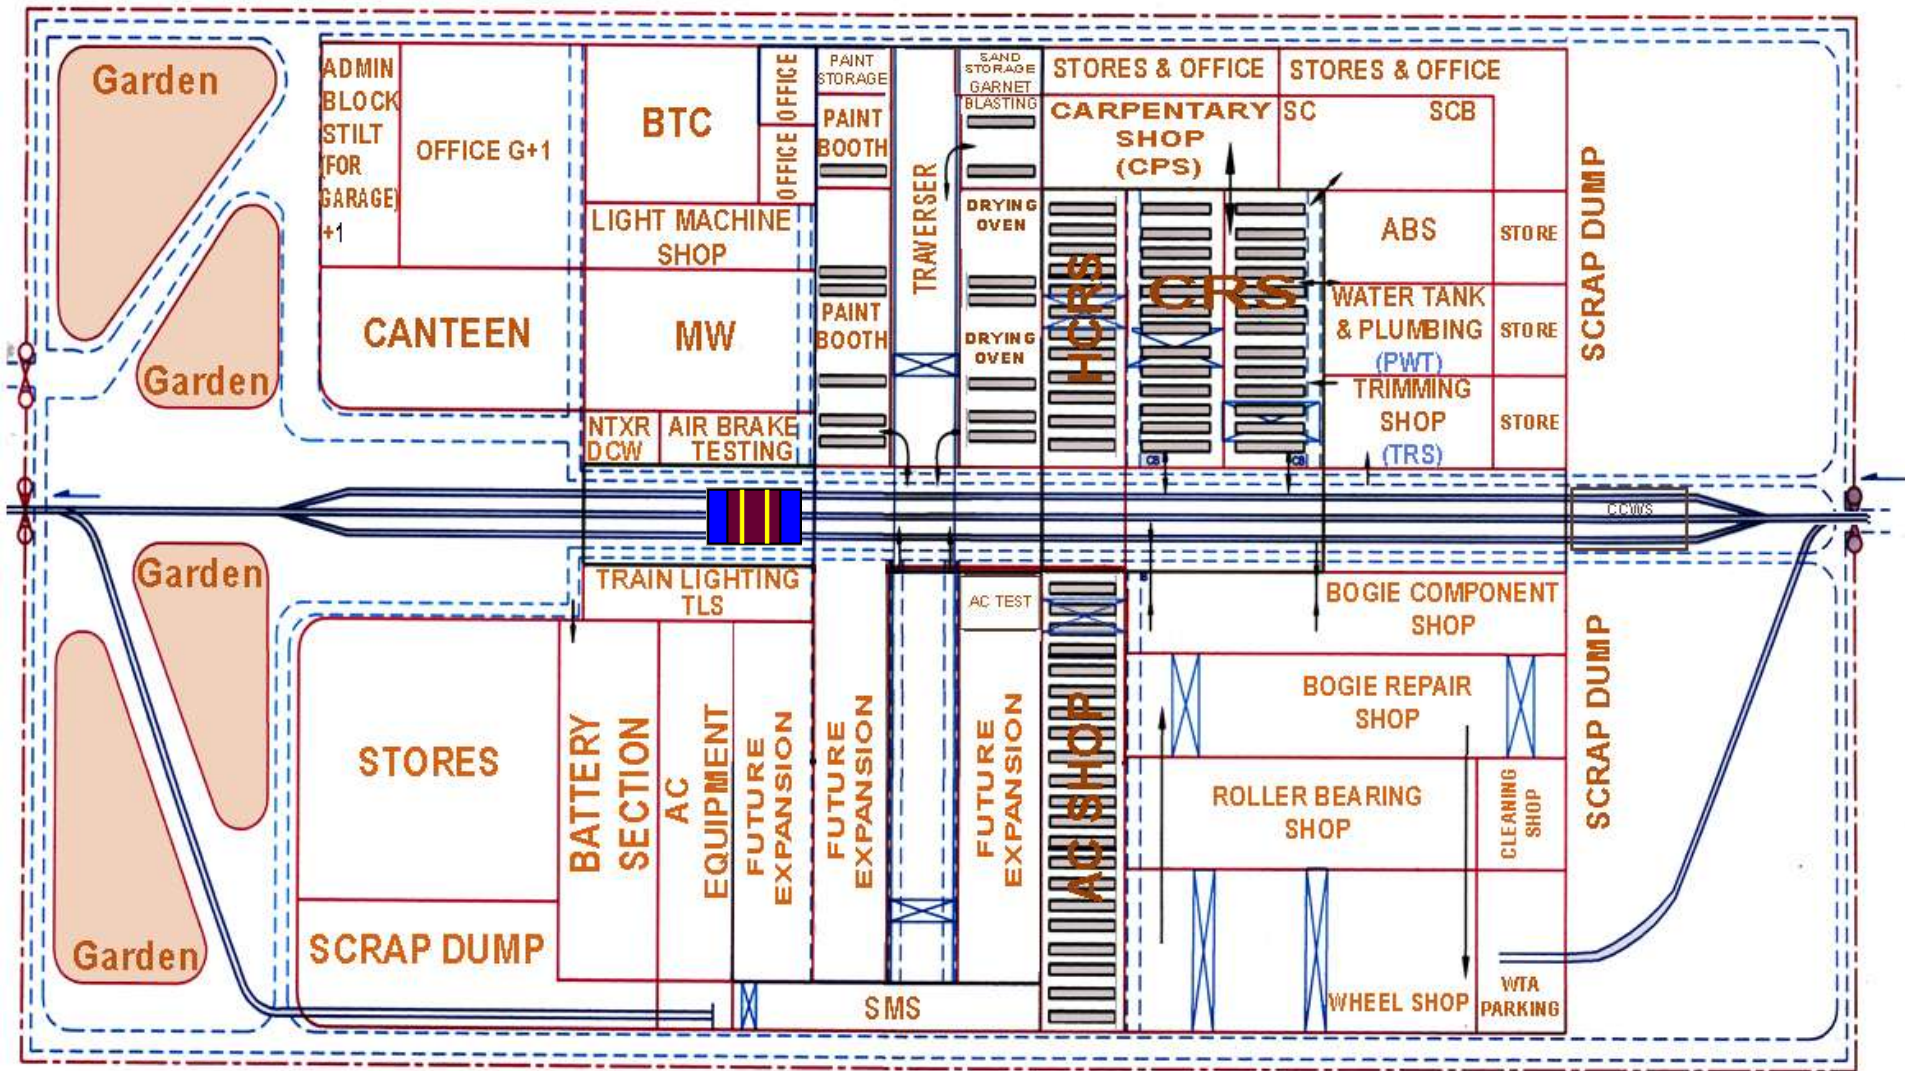 Garden
ADMIN
BLOCK
STILT
(FOR
GARAGE)
+1
OFFICE G+1
BTC
OFFICE
OFFICE
PAINT
STORAGE
PAINT
BOOTH
TRAVERSER
SAND
STORAGE
GARNET
BLASTING
STORES & OFFICE
STORES & OFFICE
CARPENTARY
SHOP
(CPS)
SC
SCB
SCRAP DUMP
LIGHT MACHINE
SHOP
DRYING
OVEN
HCRS
CRS
ABS
STORE
CANTEEN
MW
PAINT
BOOTH
DRYING
OVEN
WATER TANK
& PLUMBING
(PWT)
STORE
Garden
TRIMMING
SHOP
(TRS)
STORE
NTXR
DCW
AIR BRAKE
TESTING
CB
CB
CCWS
Garden
TRAIN LIGHTING
TLS
AC TEST
BOGIE COMPONENT
SHOP
SCRAP DUMP
BOGIE REPAIR
SHOP
STORES
BATTERY
SECTION
AC
EQUIPMENT
FUTURE
EXPANSION
FUTURE
EXPANSION
FUTURE
EXPANSION
AC SHOP
ROLLER BEARING
SHOP
CLEANING
SHOP
Garden
SCRAP DUMP
SMS
WHEEL SHOP
WTA
PARKING